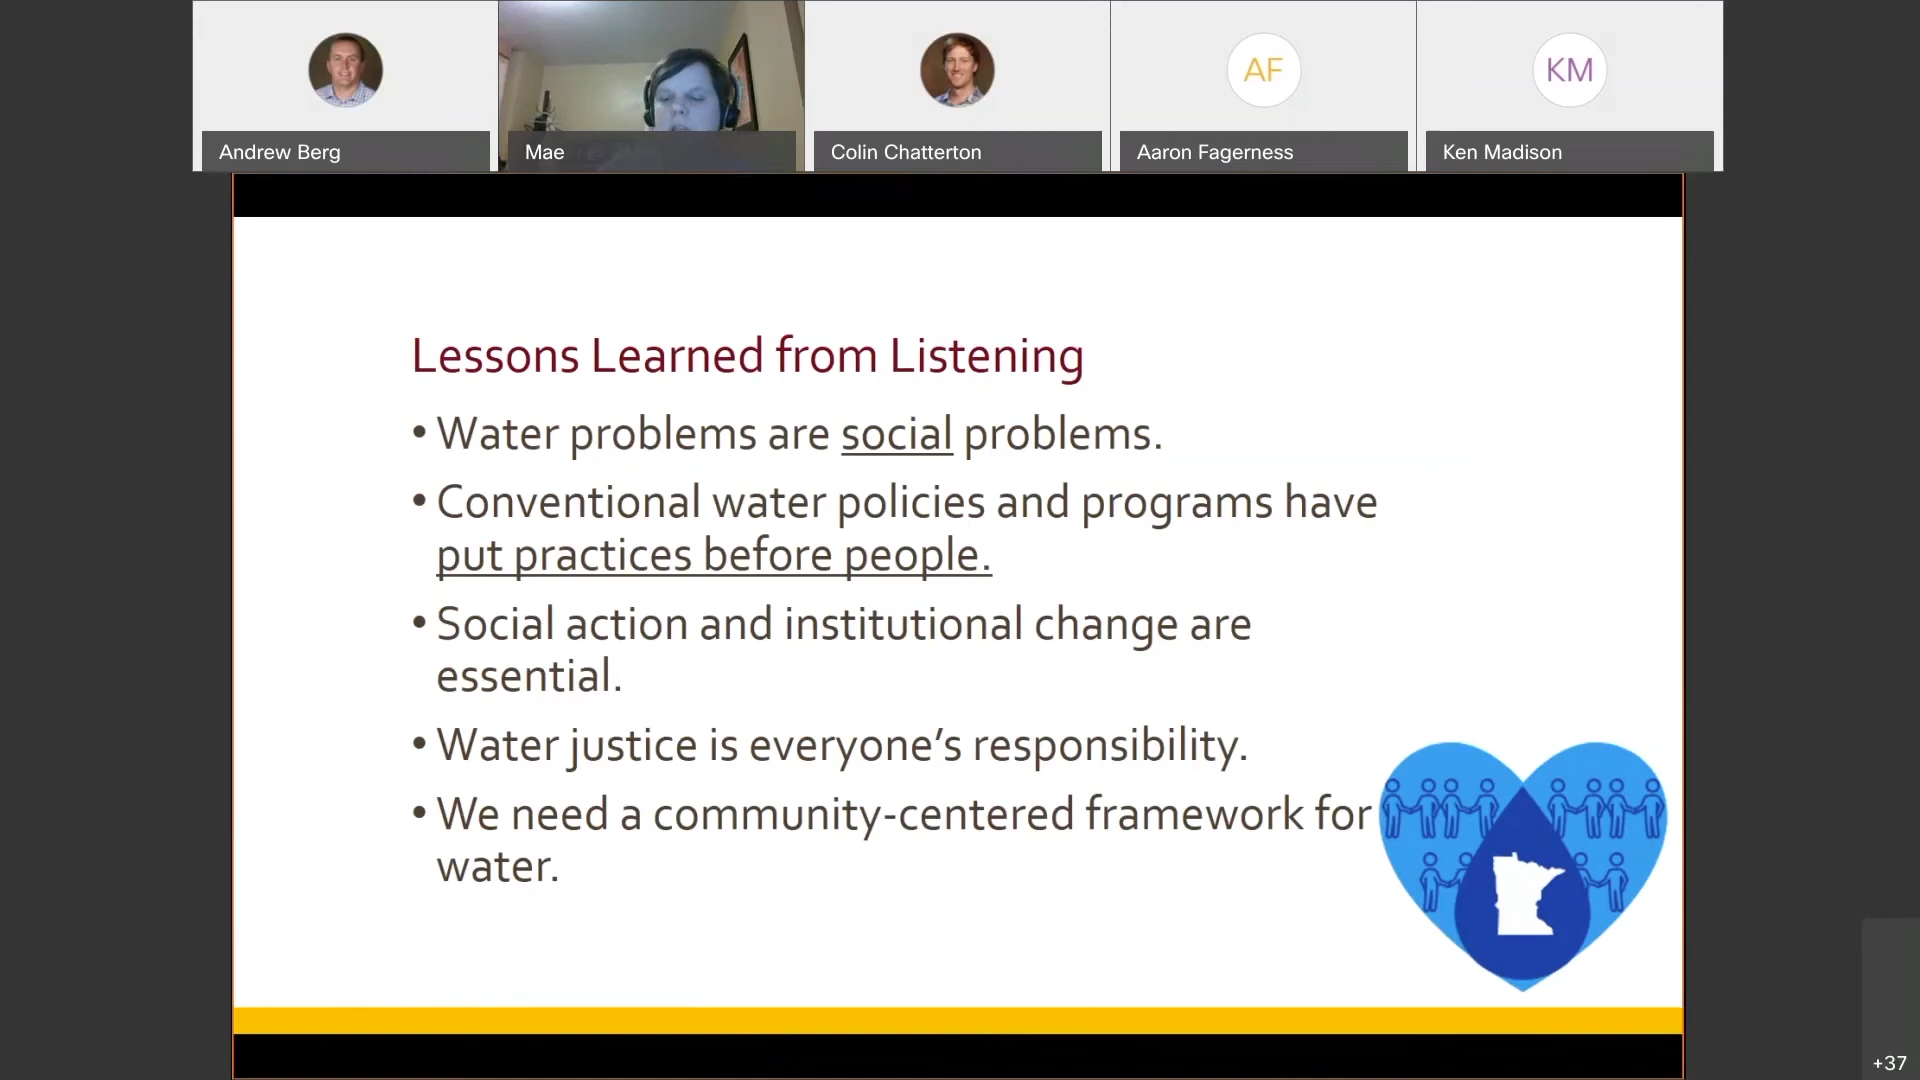 Andrew Berg
Mae
Colin Chatterton
AF
Aaron Fagerness
KM
Ken Madison
Lessons Learned from Listening
• Water problems are social problems.
• Conventional water policies and programs have
put practices before people.
• Social action and institutional change are
essential.
• Water justice is everyone’s responsibility.
• We need a community-centered framework for
water.
+37